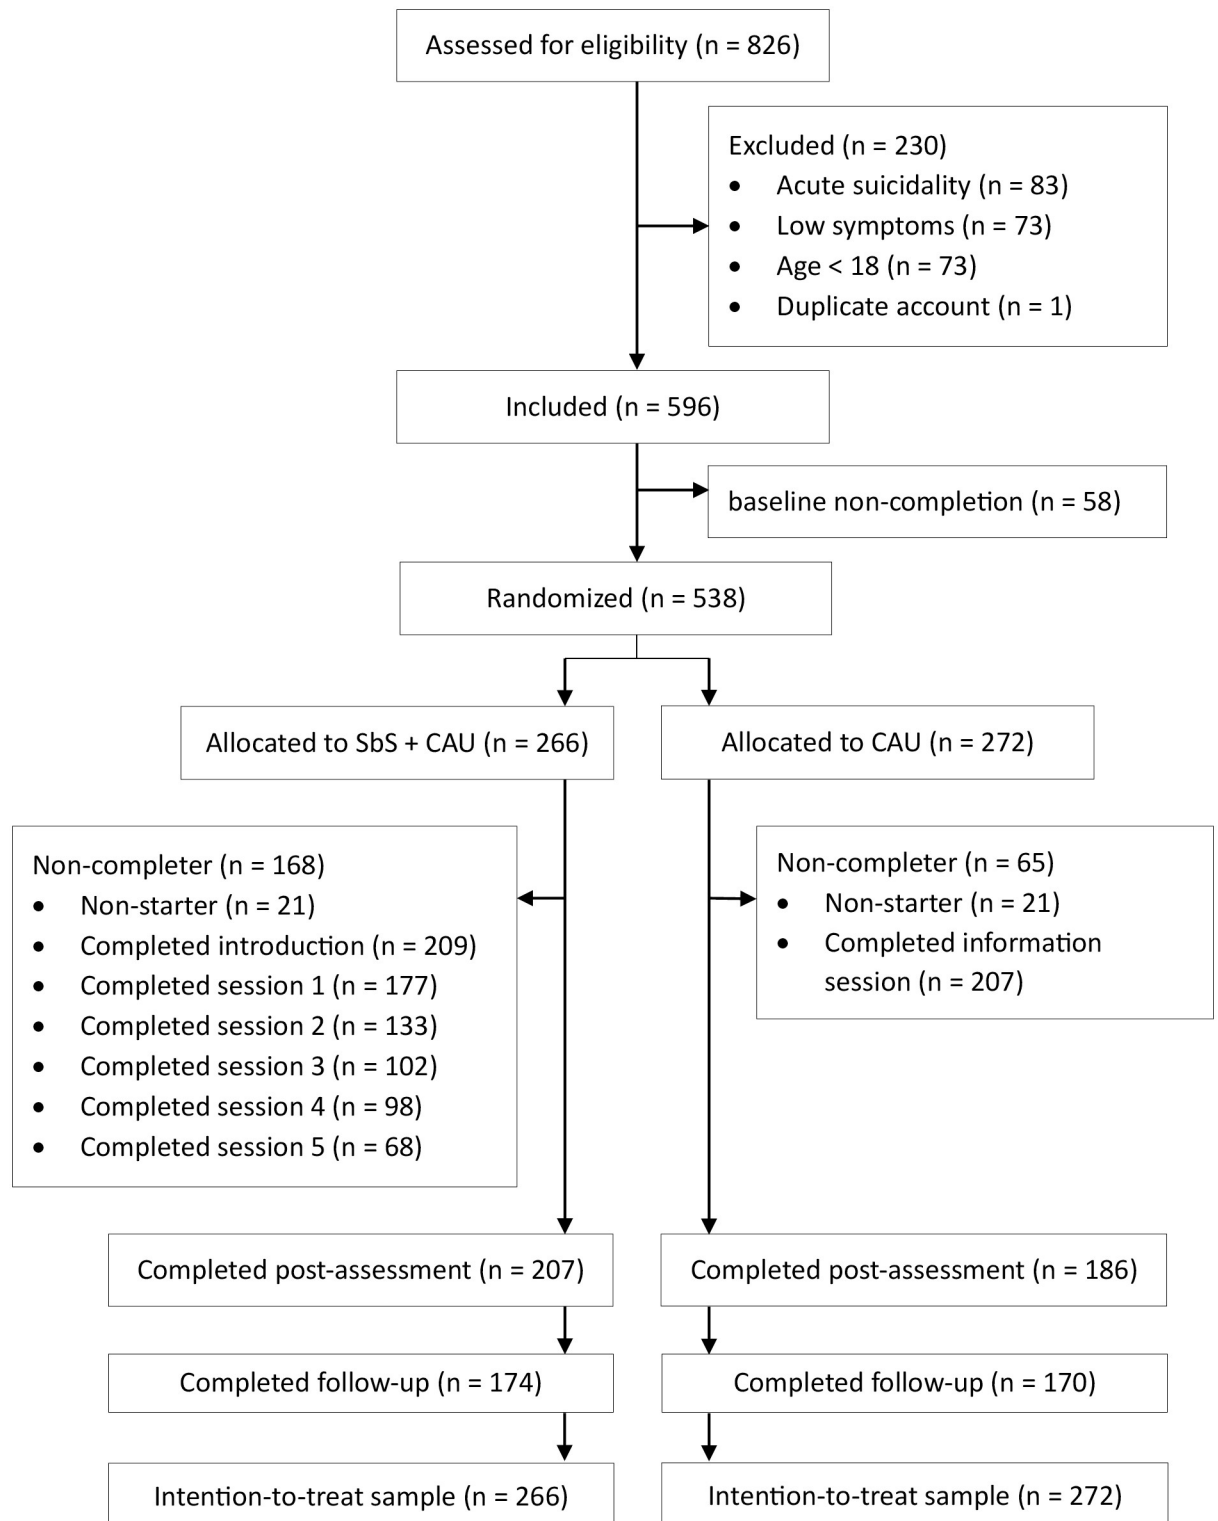 Assessed for eligibility (n = 826)
Excluded (n = 230)
• Acute suicidality (n = 83)
• Low symptoms (n = 73)
• Age < 18 (n = 73)
• Duplicate account (n = 1)
Included (n = 596)
baseline non-completion (n = 58)
Randomized (n = 538)
Allocated to SbS + CAU (n = 266)
Allocated to CAU (n = 272)
Non-completer (n = 168)
• Non-starter (n = 21)
• Completed introduction (n = 209)
• Completed session 1 (n = 177)
• Completed session 2 (n = 133)
• Completed session 3 (n = 102)
• Completed session 4 (n = 98)
• Completed session 5 (n = 68)
Non-completer (n = 65)
• Non-starter (n = 21)
• Completed information
session (n = 207)
Completed post-assessment (n = 207)
Completed post-assessment (n = 186)
Completed follow-up (n = 174)
Completed follow-up (n = 170)
Intention-to-treat sample (n = 266)
Intention-to-treat sample (n = 272)